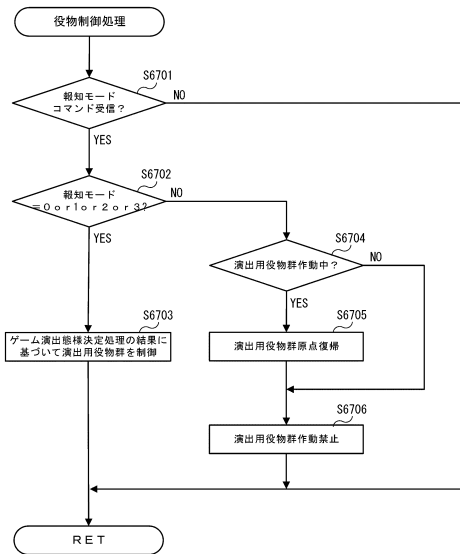 役物制御処理
S6701
報知モード
コマンド受信?
NO
YES
S6702
報知モード
=0or1or2or3?
NO
YES
S6704
演出用役物群作動中?
NO
YES
S6703
ゲーム演出態様決定処理の結果に
基づいて演出用役物群を制御
S6705
演出用役物群原点復帰
S6706
演出用役物群作動禁止
RET